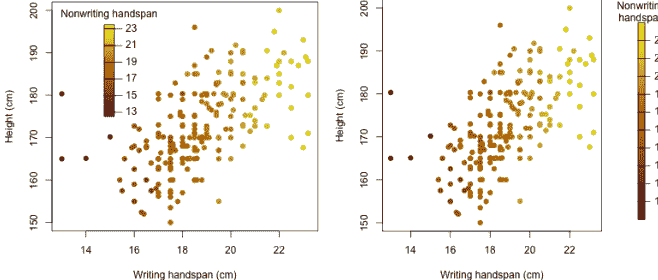 Nonwriting handspan
23
21
19
17
15
13
200
190
180
170
160
150
Height (cm)
14 16 18 20 22
Writing handspan (cm)
200
190
180
170
160
150
Height (cm)
14 16 18 20 22
Writing handspan (cm)
handspa